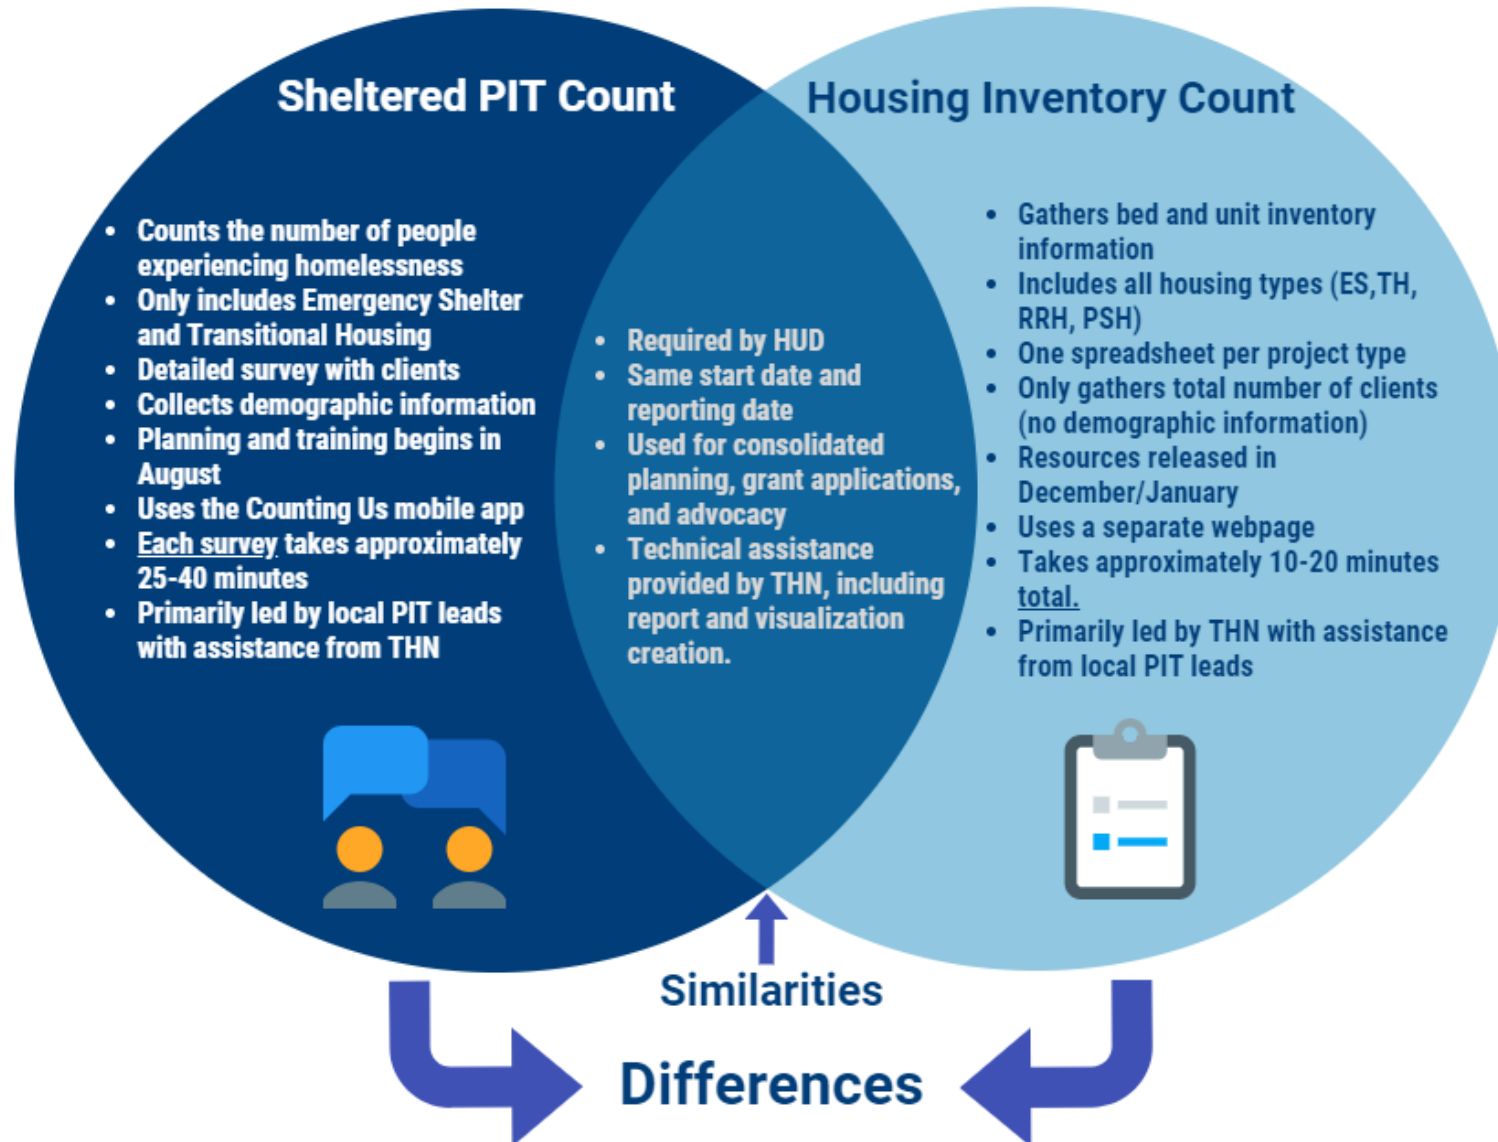 Sheltered PIT Count
• Counts the number of people
experiencing homelessness
• Only includes Emergency Shelter
and Transitional Housing
• Detailed survey with clients
• Collects demographic information
• Planning and training begins in
August
• Uses the Counting Us mobile app
• Each survey takes approximately
25-40 minutes
• Primarily led by local PIT leads
with assistance from THN
• Required by HUD
• Same start date and
reporting date
• Used for consolidated
planning, grant applications,
and advocacy
• Technical assistance
provided by THN, including
report and visualization
creation.
Housing Inventory Count
• Gathers bed and unit inventory
information
• Includes all housing types (ES,TH,
RRH, PSH)
• One spreadsheet per project type
• Only gathers total number of clients
(no demographic information)
• Resources released in
December/January
• Uses a separate webpage
• Takes approximately 10-20 minutes
total.
• Primarily led by THN with assistance
from local PIT leads
Similarities
Differences